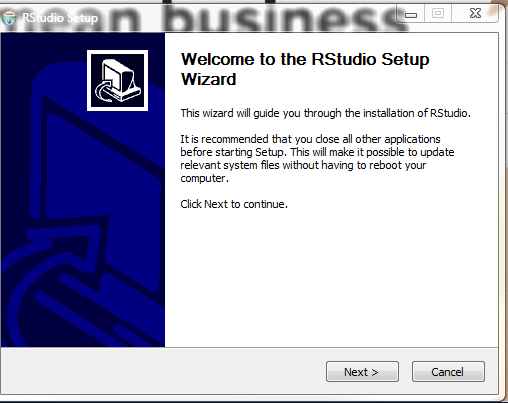 mean business
RStudio Setup
Welcome to the RStudio Setup
Wizard
This wizard will guide you through the installation of RStudio.
It is recommended that you close all other applications
before starting Setup. This will make it possible to update
relevant system files without having to reboot your
computer.
Click Next to continue.
Next >
Cancel